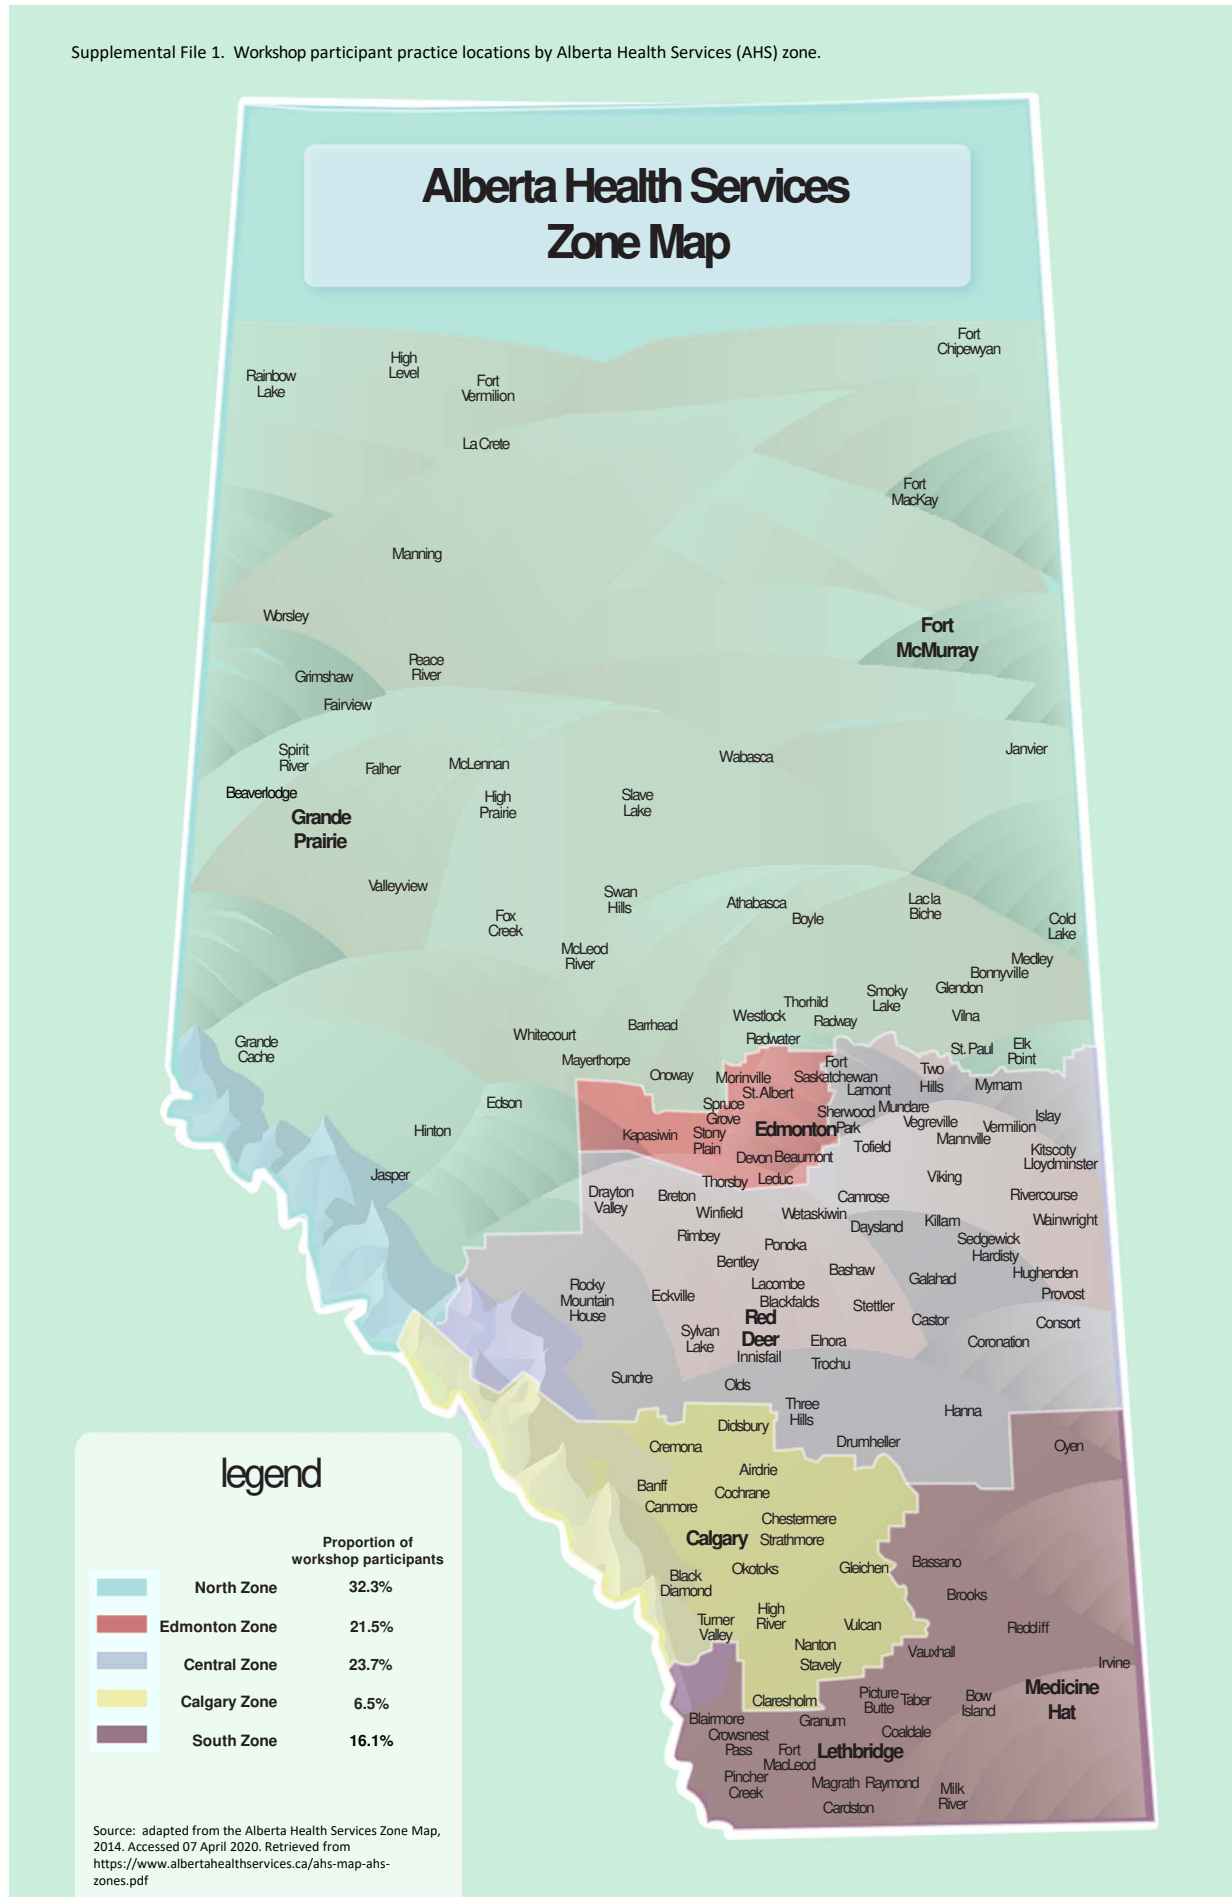 Supplemental File 1.  Workshop participant practice locations by Alberta Health Services (AHS) zone.
Alberta Health Services
Zone Map
Fort
Chipewyan
High
Level
Rainbow
Lake
Fort
Vermilion
La Crete
Fort
MacKay
Manning
Worsley
Fort
McMurray
Peace
River
Grimshaw
Fairview
Spirit
River
Falher
McLennan
Wabasca
Janvier
Beaverlodge
High
Prairie
Slave
Lake
Grande
Prairie
Valleyview
Swan
Hills
Athabasca
Boyle
Lac la
Biche
Cold
Lake
Fox
Creek
McLeod
River
Medley
Bonnyville
Glendon
Smoky
Lake
Thorhild
Westlock
Radway
Vilna
Barrhead
Whitecourt
Redwater
Grande
Cache
Mayerthorpe
St. Paul
Elk
Point
Onoway
Morinville
Fort
Saskatchewan
Two
Hills
Myrnam
St. Albert
Lamont
Edson
Spruce
Grove
Sherwood
Park
Mundare
Vegreville
Vermilion
Islay
Hinton
Kapasiwin
Stony
Plain
Edmonton
Mannville
Tofield
Kitscoty
Lloydminster
Devon
Beaumont
Jasper
Thorsby
Leduc
Viking
Drayton
Valley
Breton
Camrose
Rivercourse
Winfield
Wetaskiwin
Daysland
Killam
Wainwright
Rimbey
Ponoka
Sedgewick
Hardisty
Bentley
Bashaw
Galahad
Hughenden
Rocky
Mountain
House
Eckville
Lacombe
Blackfalds
Stettler
Provost
Red
Deer
Castor
Consort
Sylvan
Lake
Elnora
Coronation
Innisfail
Trochu
Sundre
Olds
Three
Hills
Hanna
Didsbury
Drumheller
Oyen
Cremona
Airdrie
Banff
Cochrane
Canmore
Chestermere
Calgary
Strathmore
Black
Diamond
Okotoks
Gleichen
Bassano
Brooks
Turner
Valley
High
River
Vulcan
Redcliff
Nanton
Vauxhall
Stavely
Irvine
Claresholm
Picture
Butte
Taber
Bow
Island
Medicine
Hat
Blairmore
Granum
Coaldale
Crowsnest
Pass
Fort
MacLeod
Lethbridge
Pincher
Creek
Magrath
Raymond
Milk
River
Cardston
legend
Proportion of
workshop participants
North Zone 32.3%
Edmonton Zone 21.5%
Central Zone 23.7%
Calgary Zone 6.5%
South Zone 16.1%
Source:  adapted from the Alberta Health Services Zone Map,
2014. Accessed 07 April 2020. Retrieved from
https://www.albertahealthservices.ca/ahs-map-ahs-
zones.pdf